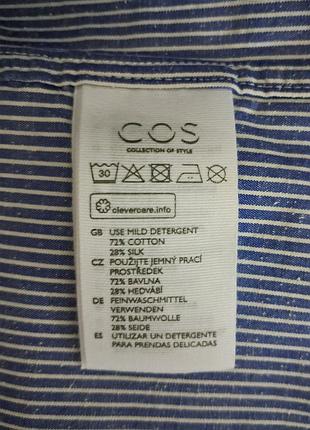 COS
COLLECTION OF STYLE
30
clevercare.info
GB USE MILD DETERGENT
72% COTTON
28% SILK
CZ POUŽIJTE JEMNÝ PRACÍ
PROSTŘEDEK
72% BAVLNA
28% HEDVÁBÍ
DE FEINWASCHMITTEL
VERWENDEN
72% BAUMWOLLE
28% SEIDE
ES UTILIZAR UN DETERGENTE
PARA PRENDAS DELICADAS